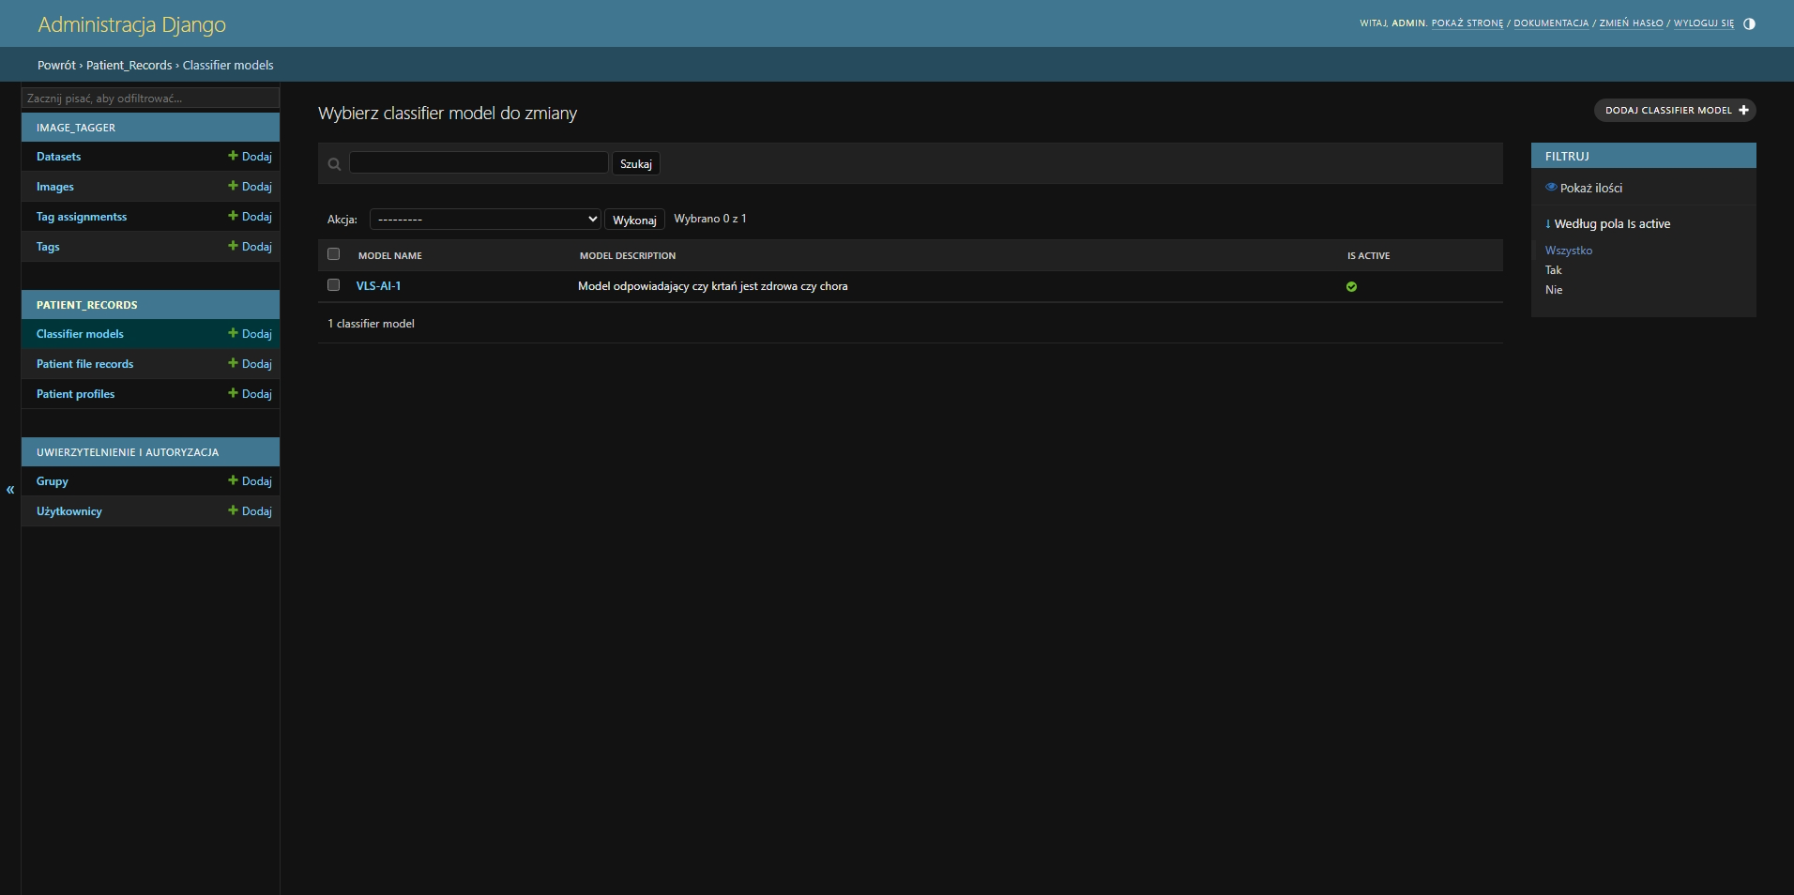 Administracja Django
WITAJ, ADMIN. POKAŻ STRONĘ / DOKUMENTACJA / ZMIEŃ HASŁO / WYLOGUJ SIĘ
Powrót › Patient_Records › Classifier models
Zacznij pisać, aby odfiltrować...
IMAGE_TAGGER
Datasets + Dodaj
Images + Dodaj
Tag assignmentss + Dodaj
Tags + Dodaj
PATIENT_RECORDS
Classifier models + Dodaj
Patient file records + Dodaj
Patient profiles + Dodaj
UWIERZYTELNIENIE I AUTORYZACJA
Grupy + Dodaj
Użytkownicy + Dodaj
«
Wybierz classifier model do zmiany
DODAJ CLASSIFIER MODEL +
Szukaj
Akcja: --------- Wykonaj Wybrano 0 z 1
MODEL NAME MODEL DESCRIPTION IS ACTIVE
VLS-AI-1 Model odpowiadający czy krtań jest zdrowa czy chora
1 classifier model
FILTRUJ
Pokaż ilości
↓ Według pola Is active
Wszystko
Tak
Nie